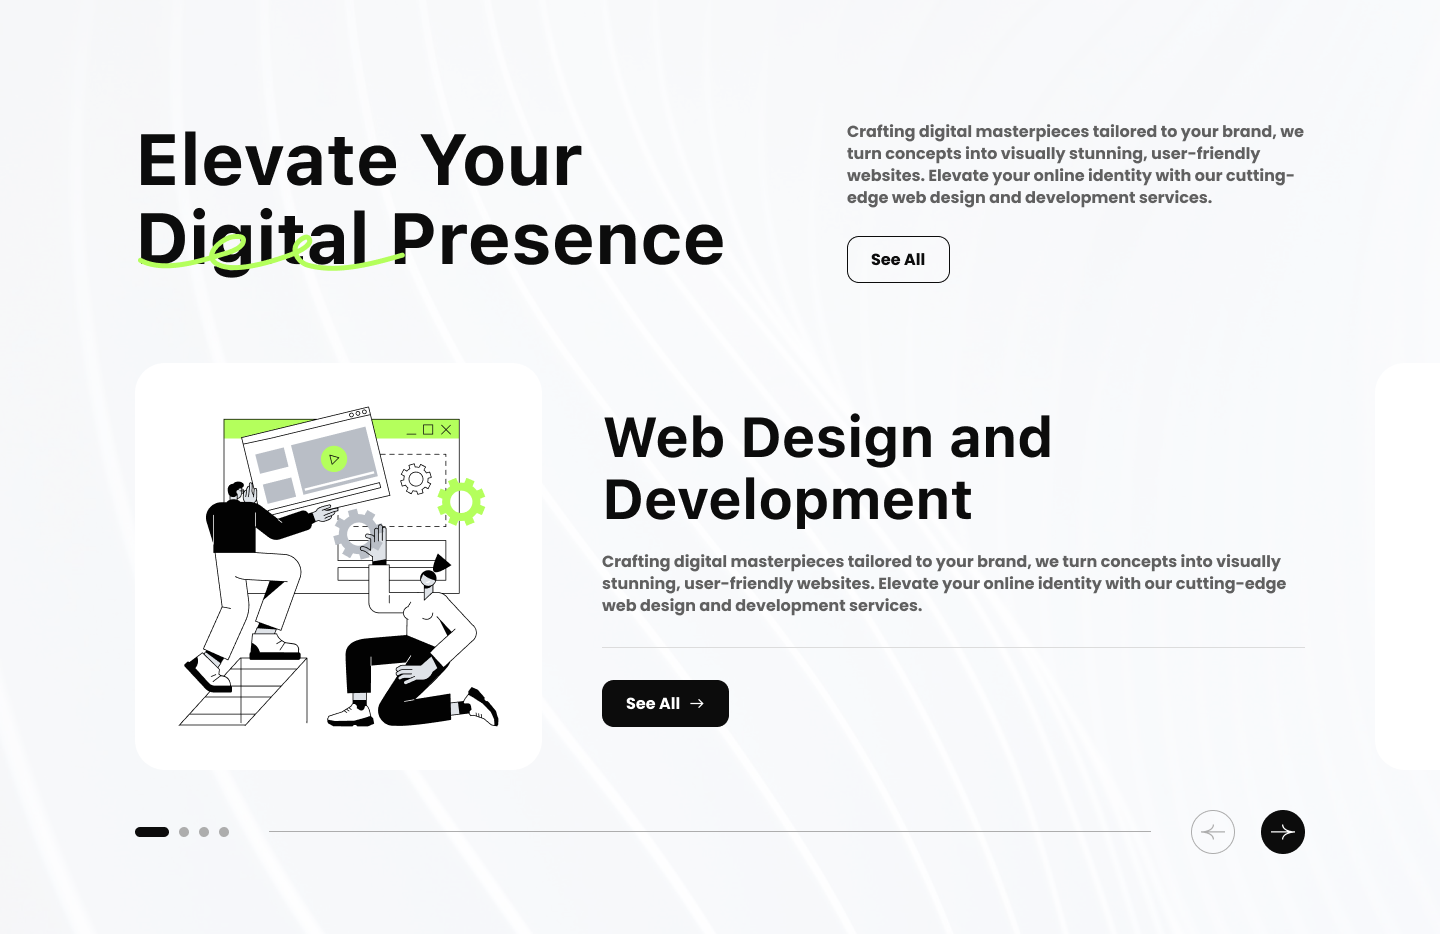 Elevate Your
Digital Presence
Crafting digital masterpieces tailored to your brand, we
turn concepts into visually stunning, user-friendly
websites. Elevate your online identity with our cutting-
edge web design and development services.
See All
Web Design and
Development
Crafting digital masterpieces tailored to your brand, we turn concepts into visually
stunning, user-friendly websites. Elevate your online identity with our cutting-edge
web design and development services.
See All